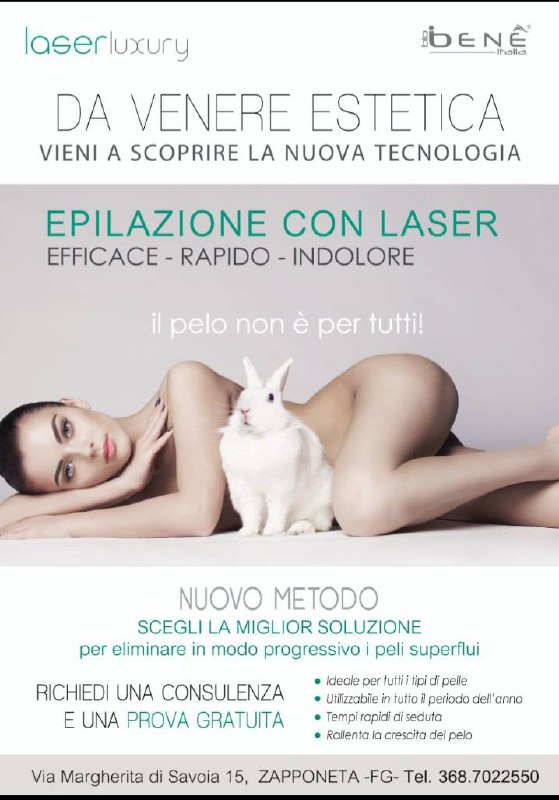 laserluxury
bio BENÈ
italia
DA VENERE ESTETICA
VIENI A SCOPRIRE LA NUOVA TECNOLOGIA
EPILAZIONE CON LASER
EFFICACE - RAPIDO - INDOLORE
il pelo non è per tutti!
NUOVO METODO
SCEGLI LA MIGLIOR SOLUZIONE
per eliminare in modo progressivo i peli superflui
RICHIEDI UNA CONSULENZA
E UNA PROVA GRATUITA
• Ideale per tutti i tipi di pelle
• Utilizzabile in tutto il periodo dell'anno
• Tempi rapidi di seduta
• Rallenta la crescita del pelo
Via Margherita di Savoia 15, ZAPPONETA -FG- Tel. 368.7022550